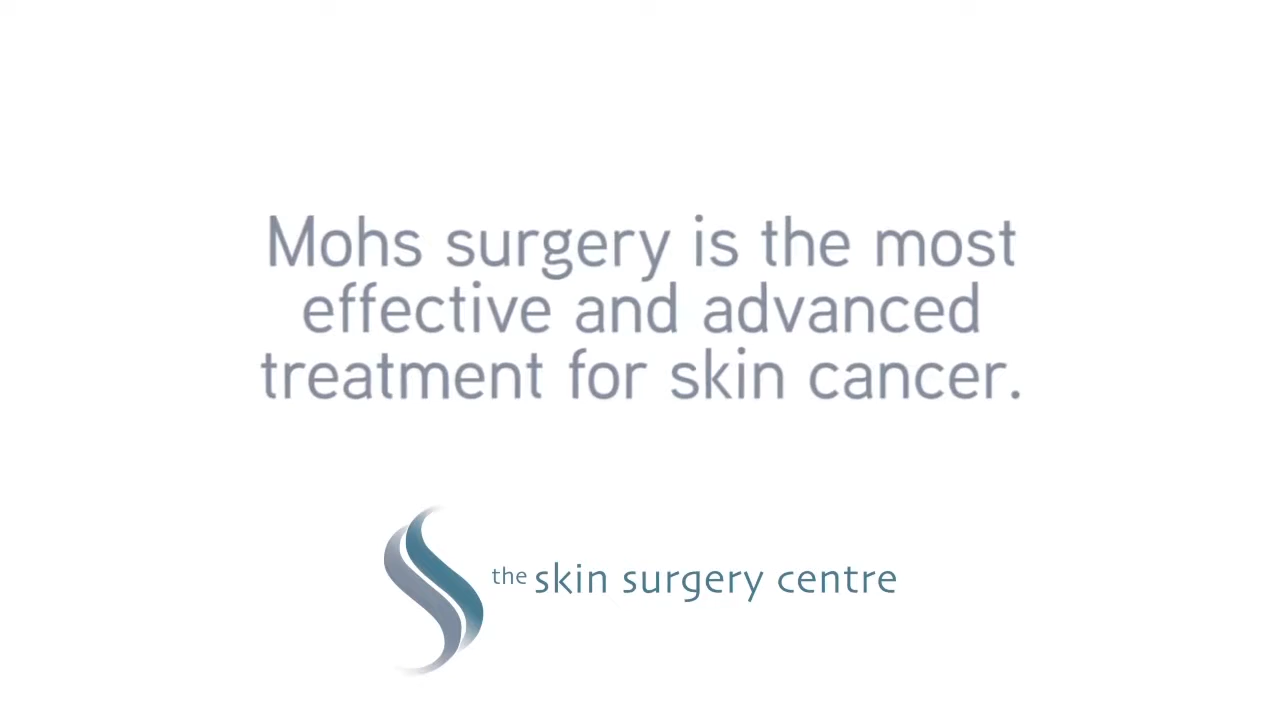 Mohs surgery is the most
effective and advanced
treatment for skin cancer.
the skin surgery centre